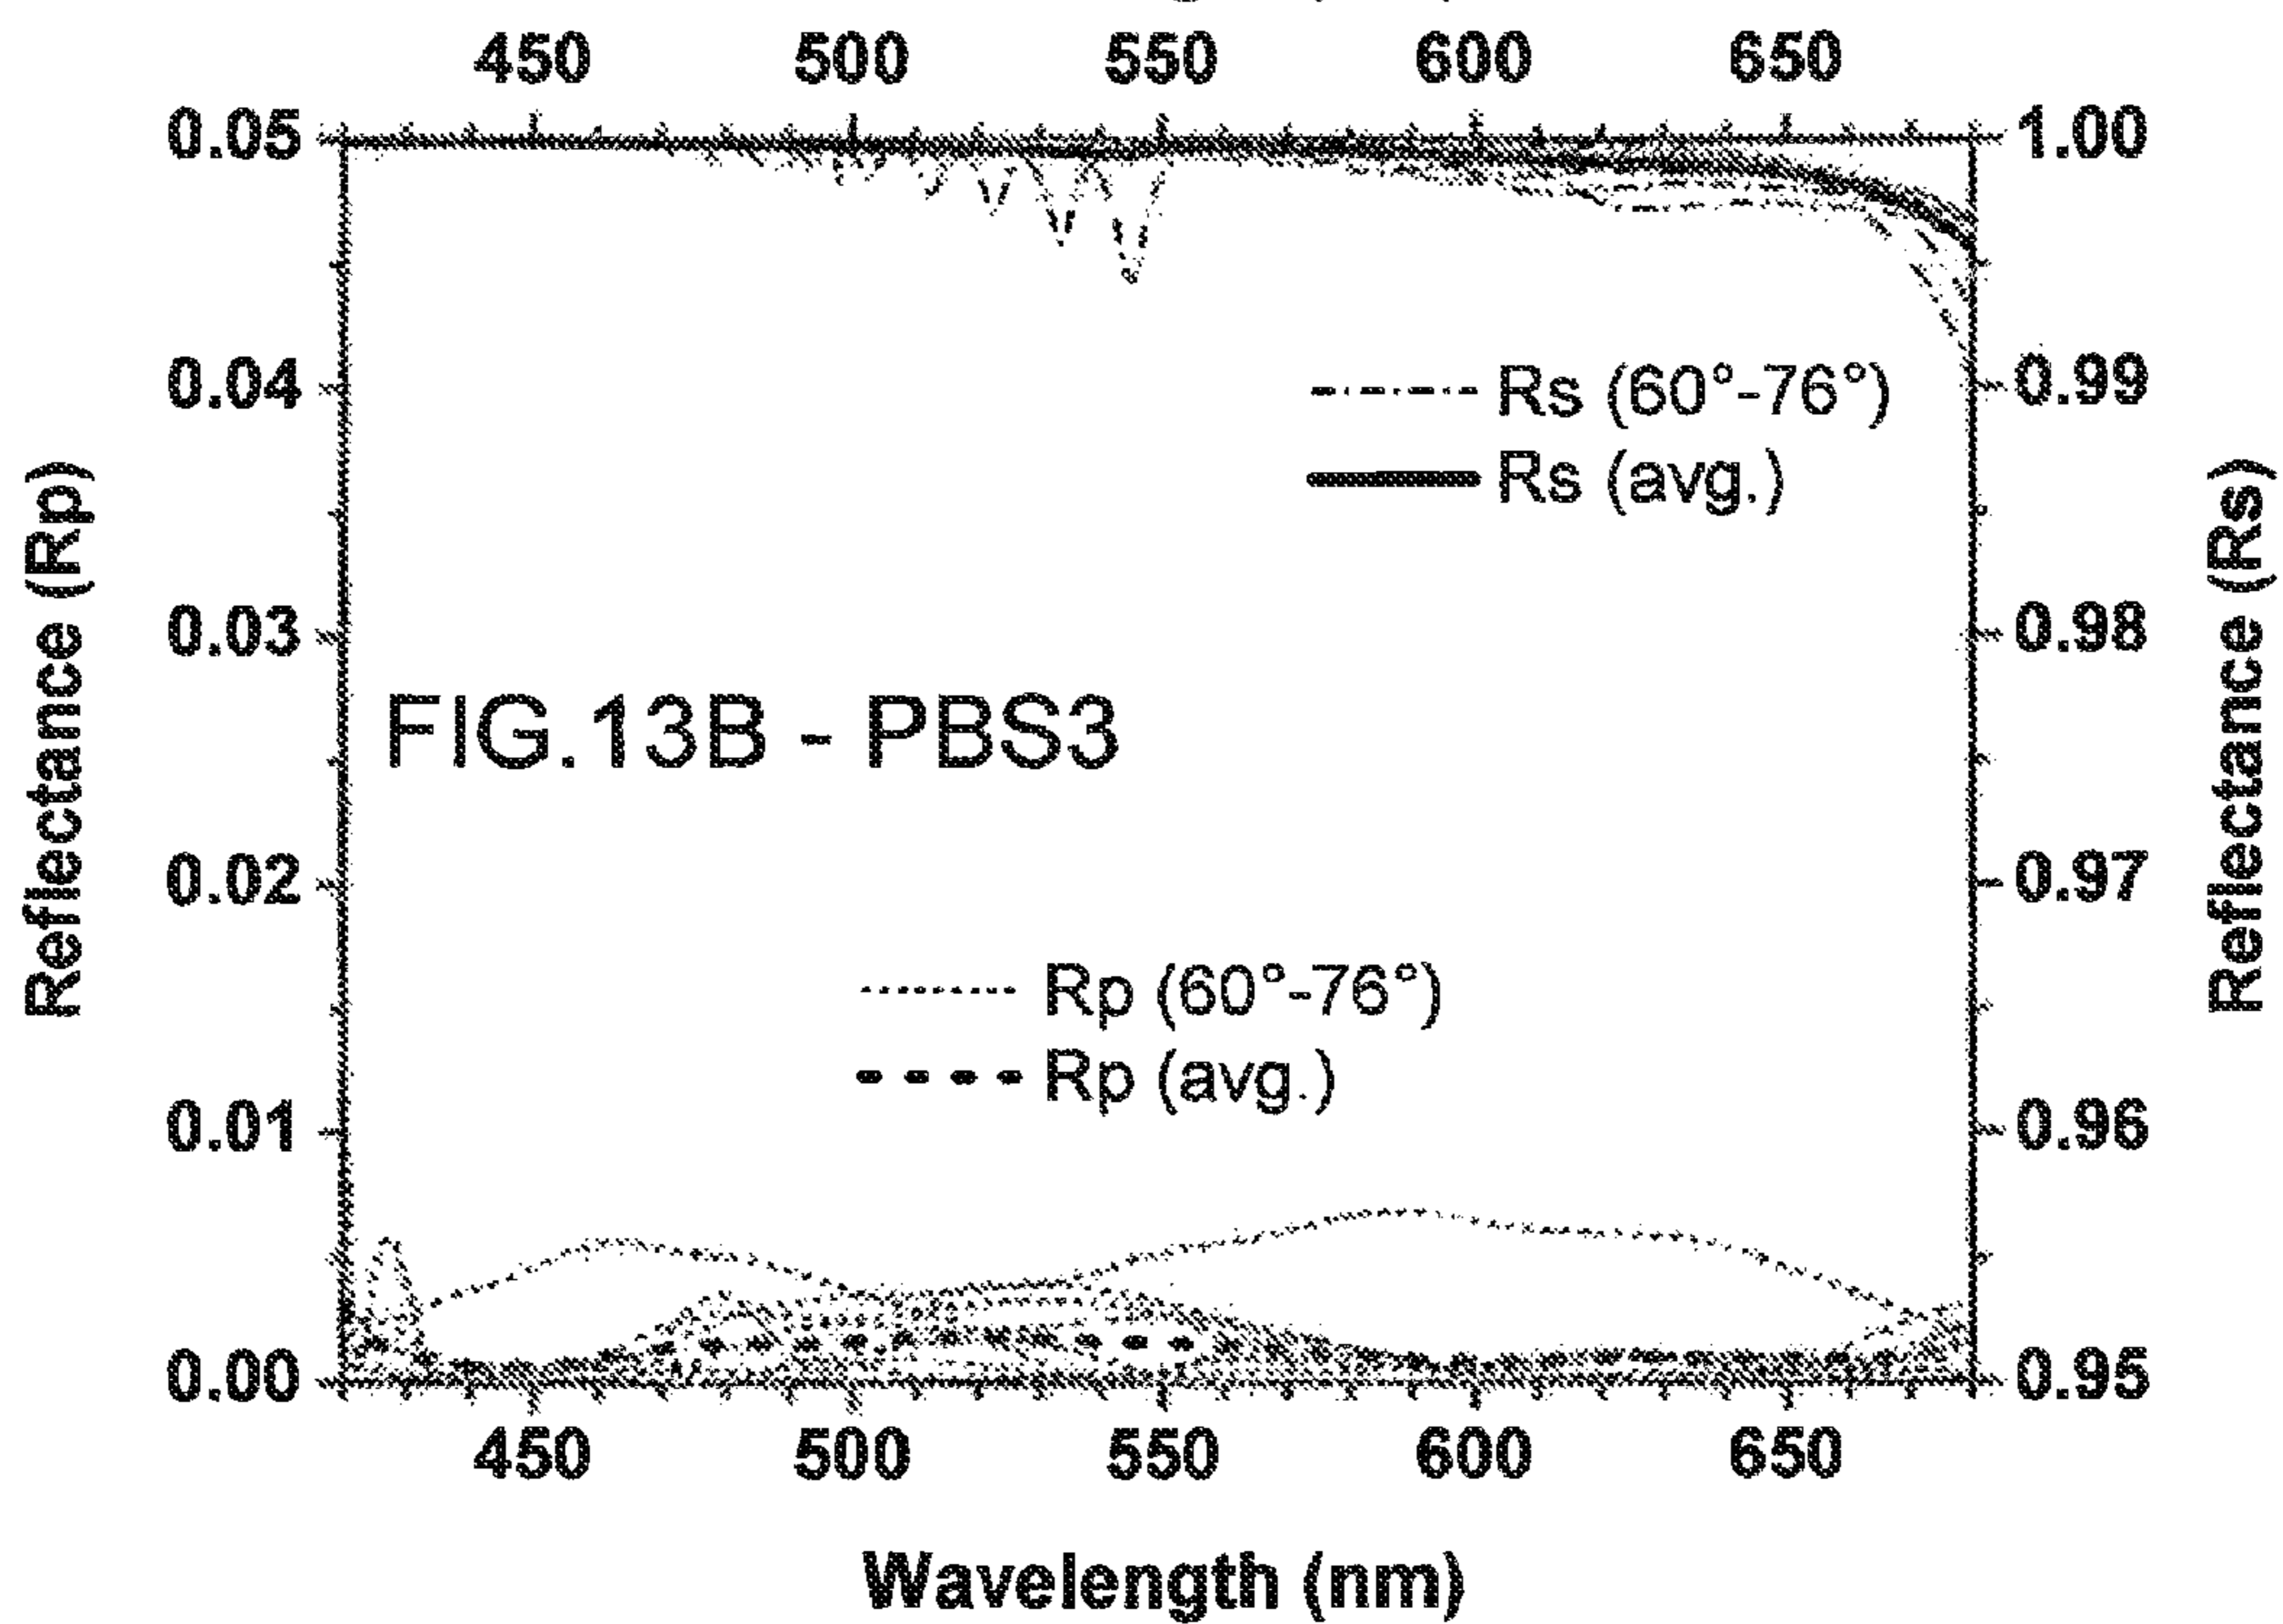 450 500 550 600 650
0.05 1.00
0.04 0.99
Rs (60°-76°)
Rs (avg.)
0.03 0.98
Reflectance (Rp)
Reflectance (Rs)
FIG.13B - PBS3
0.02 0.97
Rp (60°-76°)
Rp (avg.)
0.01 0.96
0.00 0.95
450 500 550 600 650
Wavelength (nm)